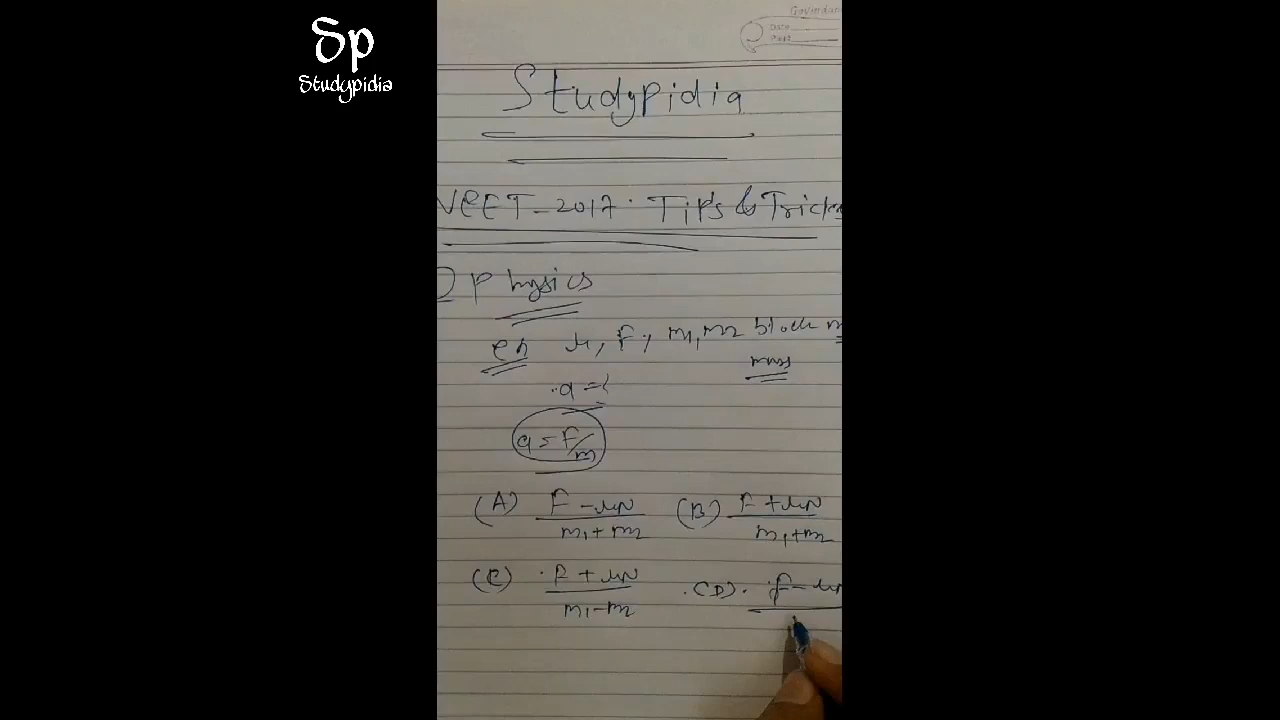 Sp
Studypidia
Studypidia
NEET-2017. Tips & Tricks
Physics
ex μ, F, m1, m2 block
mass
a = ?
a = F/m
(A) F - μN / m1 + m2 (B) F + μN / m1 + m2
(C) F + μN / m1 - m2 (D) F - μN